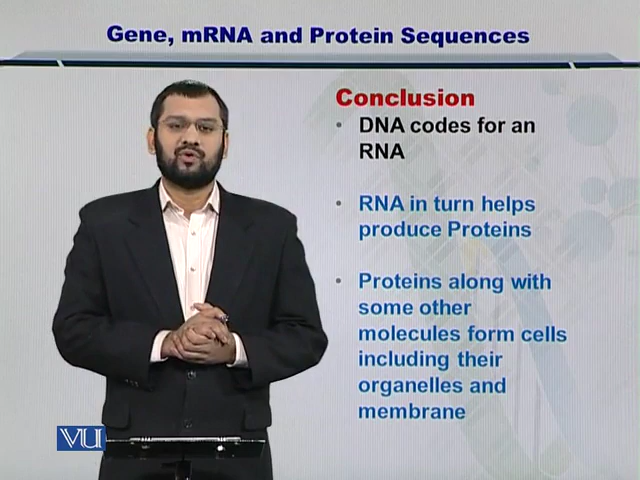 Gene, mRNA and Protein Sequences
Conclusion
• DNA codes for an
RNA
• RNA in turn helps
produce Proteins
• Proteins along with
some other
molecules form cells
including their
organelles and
membrane
VU